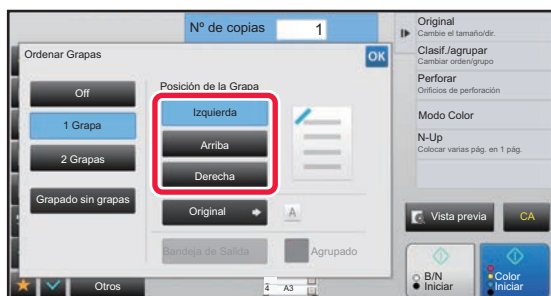 Nº de copias
1
Ordenar Grapas
OK
Off
1 Grapa
2 Grapas
Grapado sin grapas
Posición de la Grapa
Izquierda
Arriba
Derecha
Original
A
Bandeja de Salida
Agrupado
Otros
4 A3
Original
Cambie el tamaño/dir.
Clasif./agrupar
Cambiar orden/grupo
Perforar
Orificios de perforación
Modo Color
N-Up
Colocar varias pág. en 1 pág.
Vista previa
CA
B/N
Iniciar
Color
Iniciar